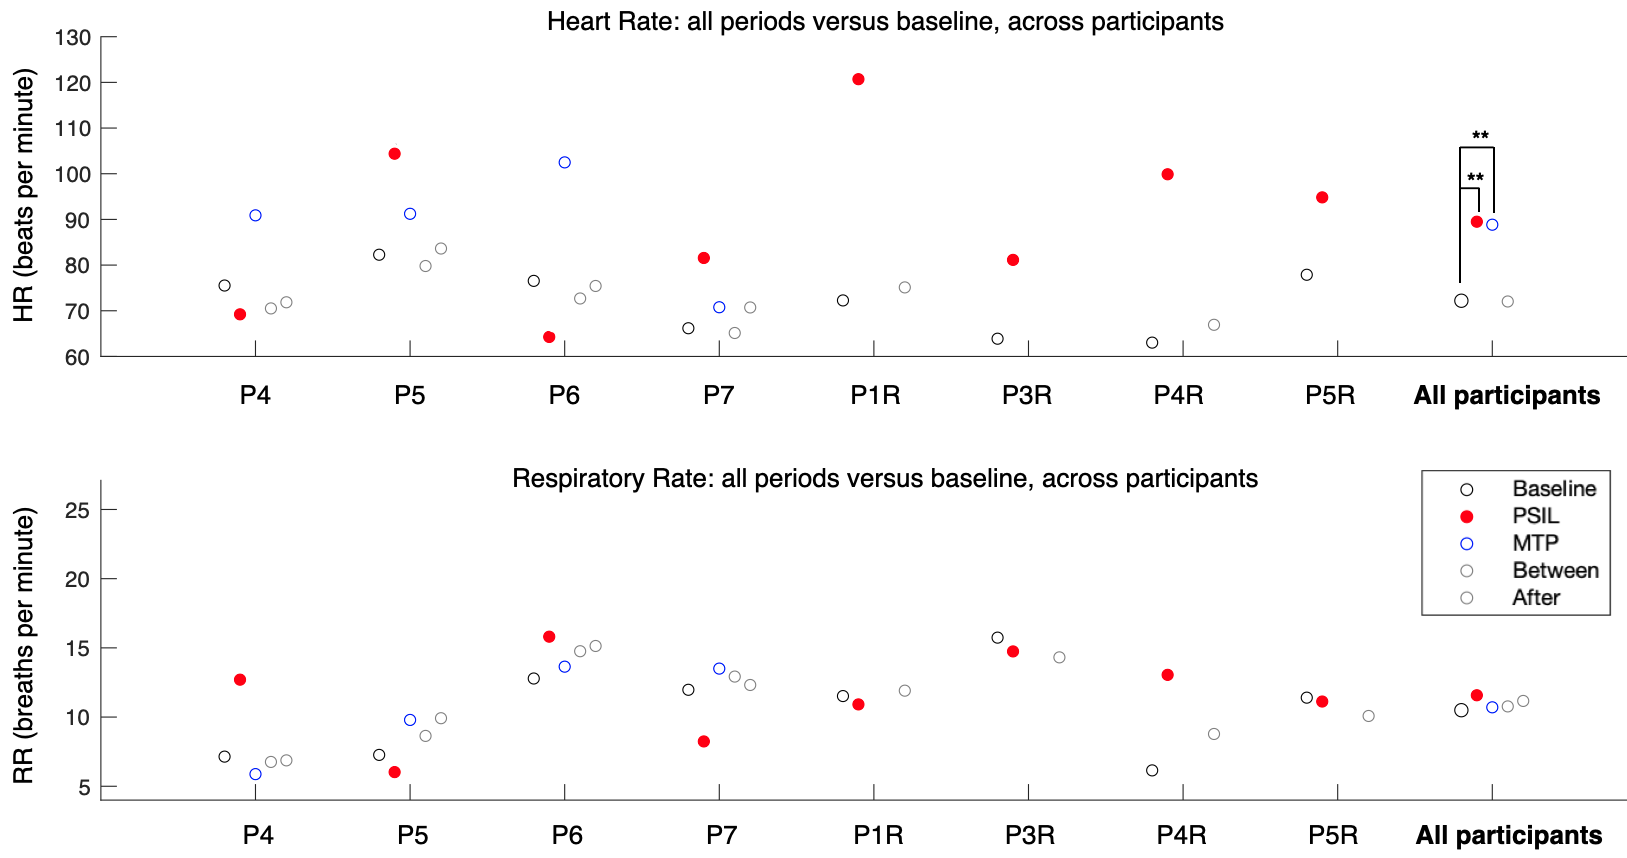 Heart Rate: all periods versus baseline, across participants
HR (beats per minute)
130
120
110
100
90
80
70
60
**
**
P4 P5 P6 P7 P1R P3R P4R P5R All participants
Respiratory Rate: all periods versus baseline, across participants
RR (breaths per minute)
25
20
15
10
5
Baseline
PSIL
MTP
Between
After
P4 P5 P6 P7 P1R P3R P4R P5R All participants